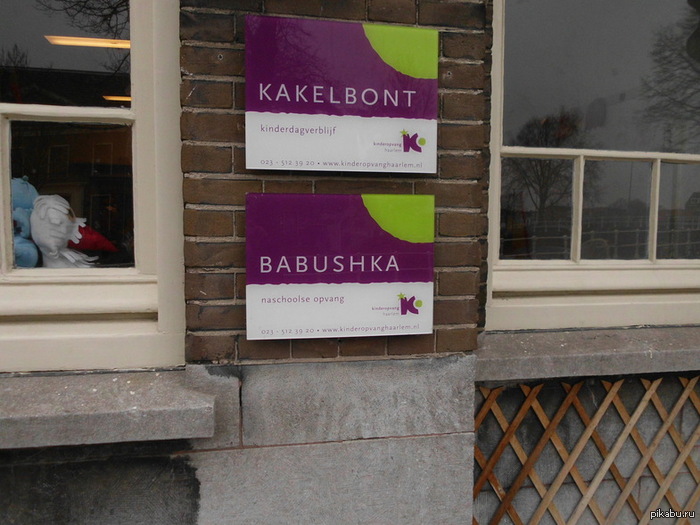 KAKELBONT
kinderdagverblijf
kinderopvang
haarlem
023 - 512 39 20 • www.kinderopvanghaarlem.nl
BABUSHKA
naschoolse opvang
kinderopvang
haarlem
023 - 512 39 20 • www.kinderopvanghaarlem.nl
pikabu.ru